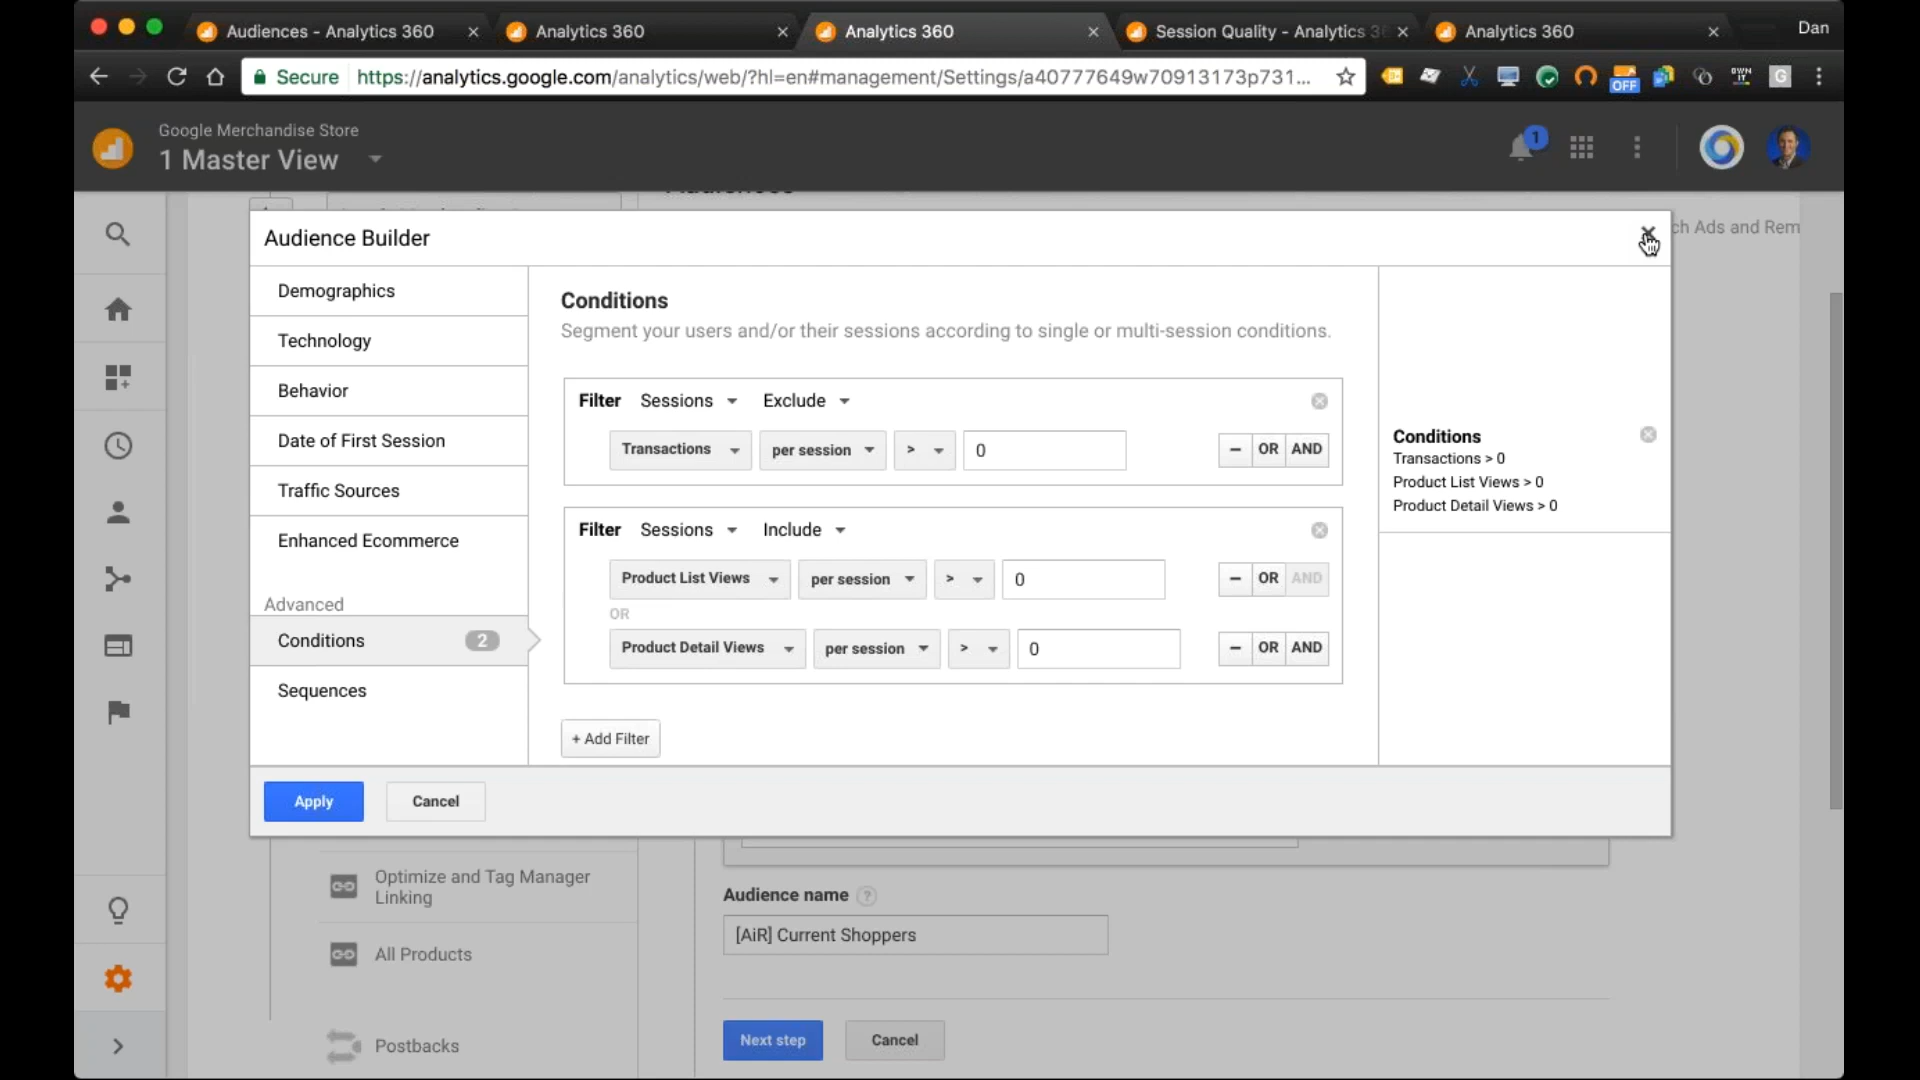 Audiences - Analytics 360
Analytics 360
Analytics 360
Session Quality - Analytics 36
Analytics 360
Dan
Secure
https://analytics.google.com/analytics/web/?hl=en#management/Settings/a40777649w70913173p731...
OFF
OWN IT
G
Google Merchandise Store
1 Master View
1
Audiences
ch Ads and Rem
Audience Builder
Demographics
Technology
Behavior
Date of First Session
Traffic Sources
Enhanced Ecommerce
Advanced
Conditions 2
Sequences
Conditions
Segment your users and/or their sessions according to single or multi-session conditions.
Filter Sessions Exclude
Transactions per session > 0 – OR AND
Filter Sessions Include
Product List Views per session > 0 – OR AND
OR
Product Detail Views per session > 0 – OR AND
+ Add Filter
Conditions
Transactions > 0
Product List Views > 0
Product Detail Views > 0
Apply Cancel
Optimize and Tag Manager
Linking
All Products
Postbacks
Audience name ?
[AiR] Current Shoppers
Next step Cancel